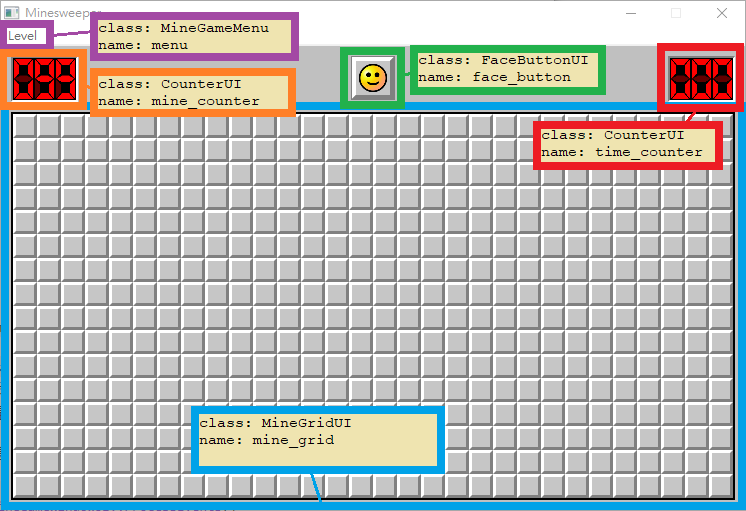 Minesweeper
Level
class: MineGameMenu
name: menu
class: FaceButtonUI
name: face_button
class: CounterUI
name: mine_counter
class: CounterUI
name: time_counter
class: MineGridUI
name: mine_grid